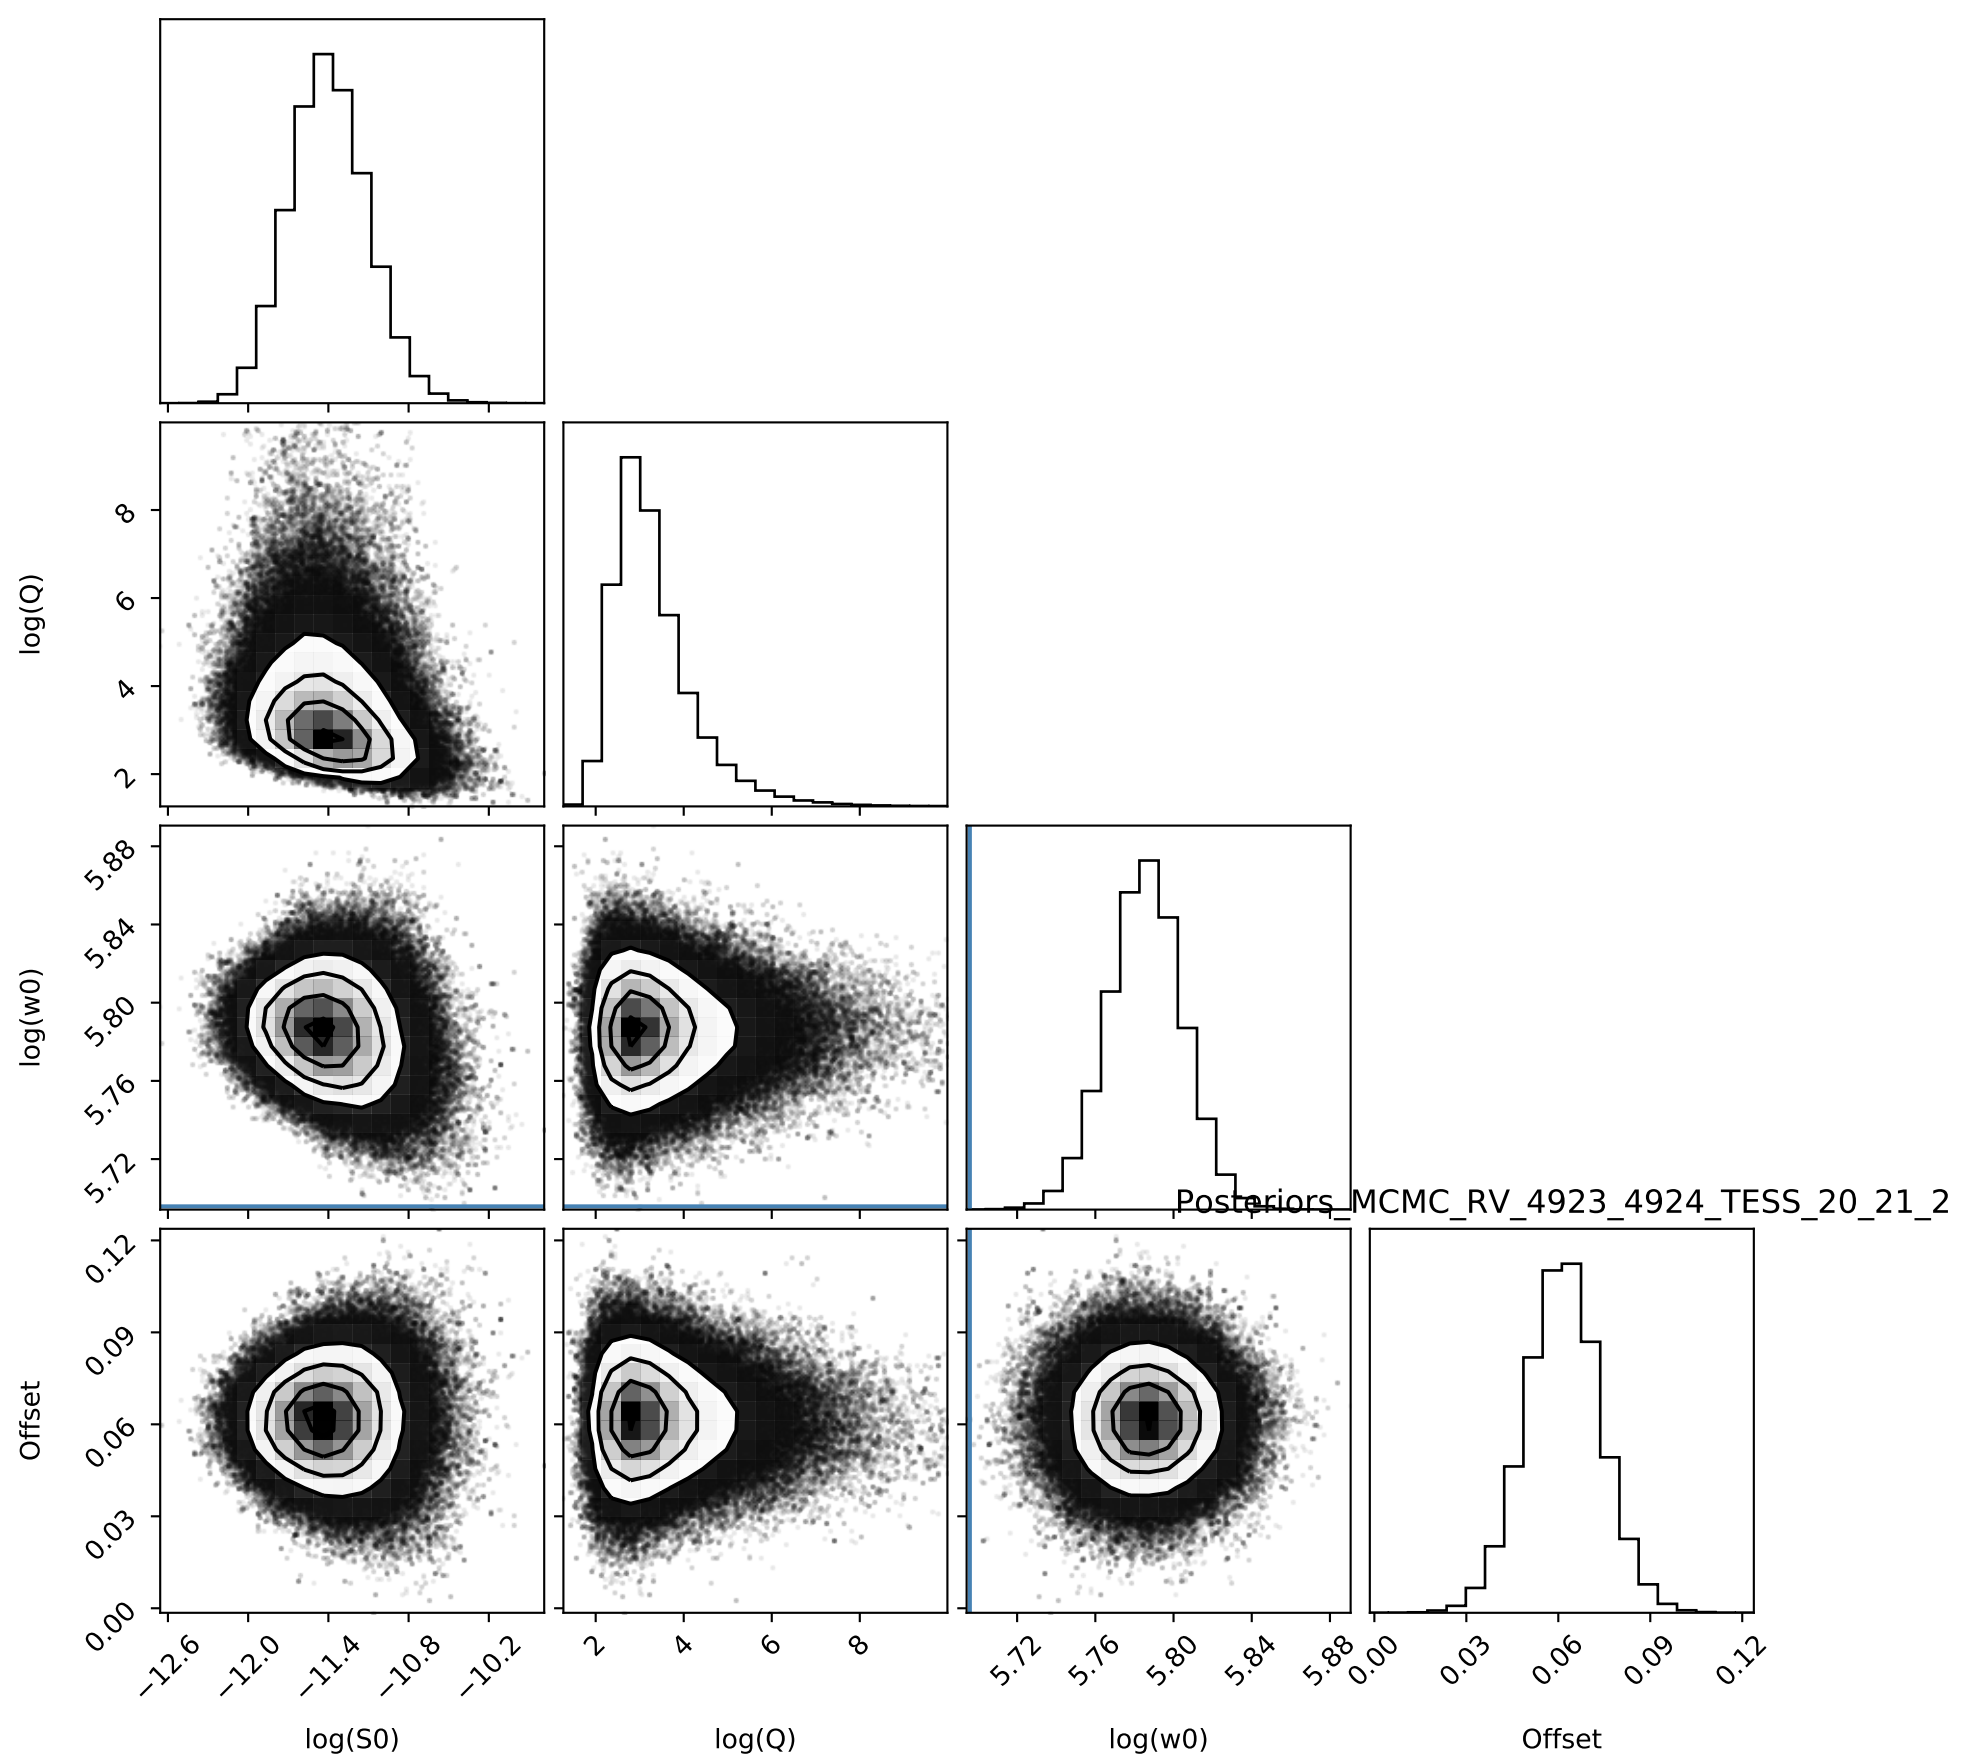 8
6
4
2
log(Q)
5.88
5.84
5.80
5.76
5.72
log(w0)
Posteriors_MCMC_RV_4923_4924_TESS_20_21_2
0.12
0.09
0.06
0.03
0.00
Offset
−12.6 −12.0 −11.4 −10.8 −10.2 2 4 6 8 5.72 5.76 5.80 5.84 5.88 0.00 0.03 0.06 0.09 0.12
log(S0) log(Q) log(w0) Offset